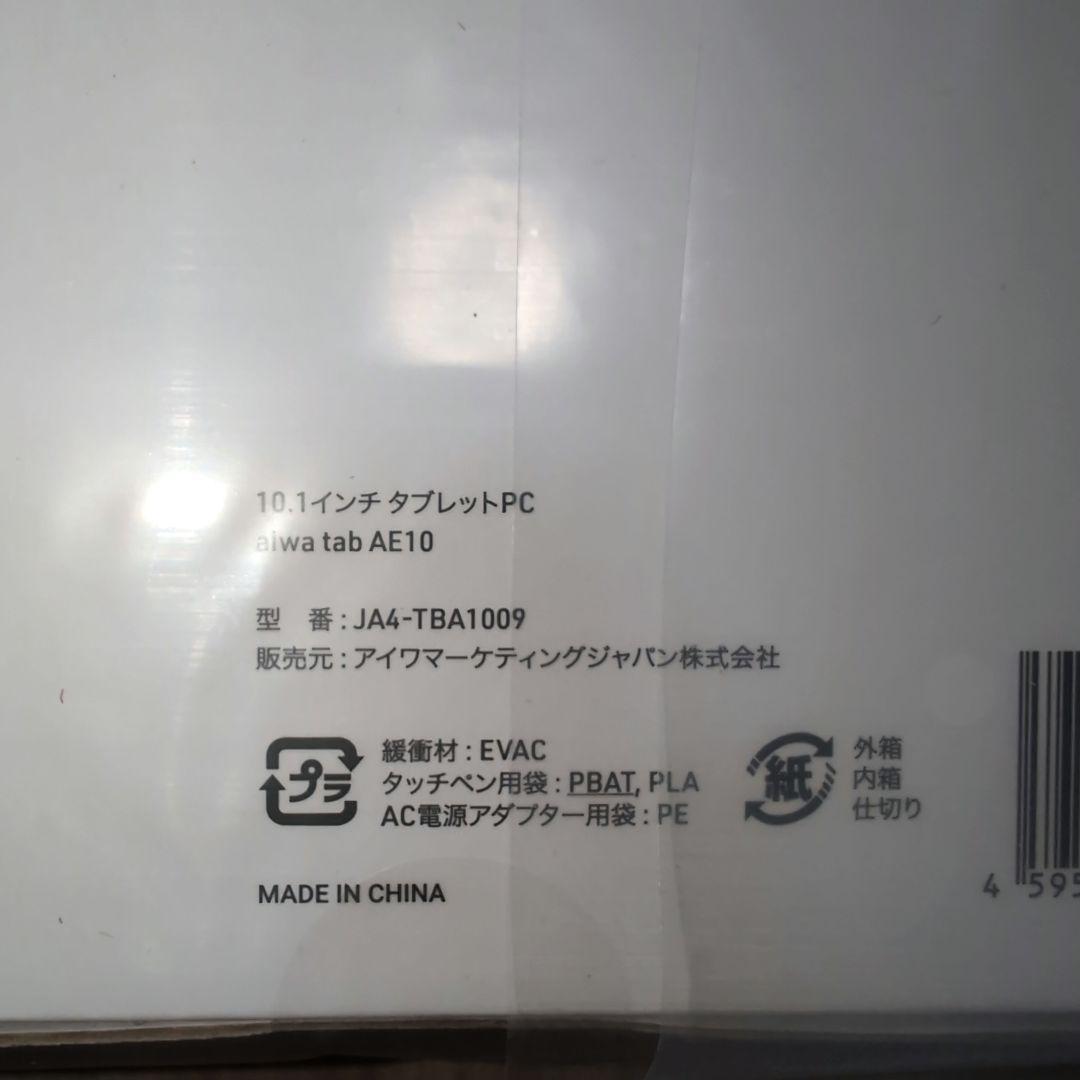 10.1インチ タブレットPC
aiwa tab AE10
型 番 : JA4-TBA1009
販売元 : アイワマーケティングジャパン株式会社
プラ
緩衝材 : EVAC
タッチペン用袋 : PBAT, PLA
AC電源アダプター用袋 : PE
紙
外箱
内箱
仕切り
MADE IN CHINA
4 595